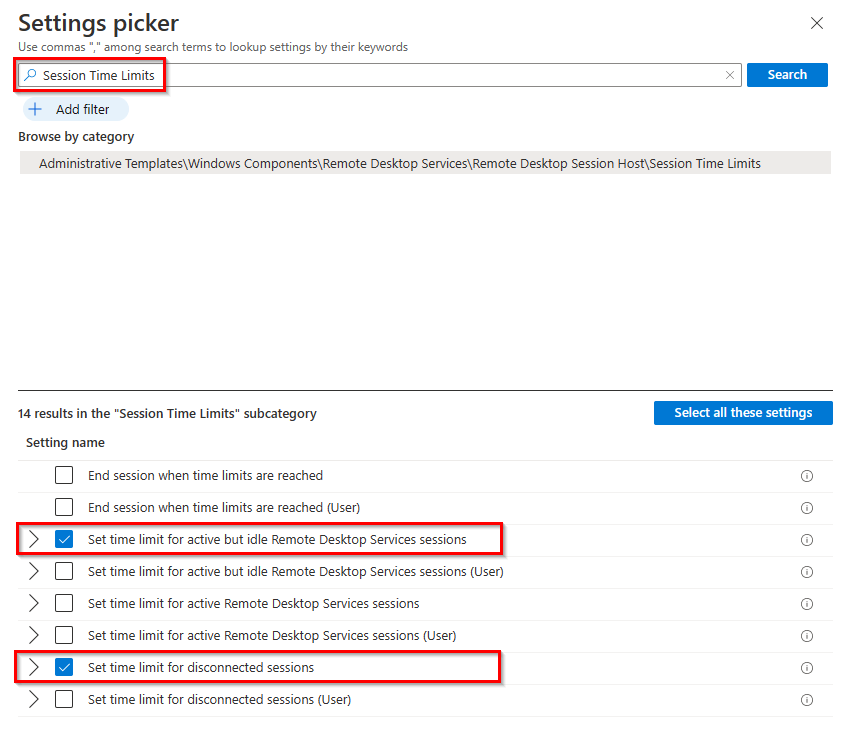 Settings picker
Use commas "," among search terms to lookup settings by their keywords
Session Time Limits
Search
Add filter
Browse by category
Administrative Templates\Windows Components\Remote Desktop Services\Remote Desktop Session Host\Session Time Limits
14 results in the "Session Time Limits" subcategory
Select all these settings
Setting name
End session when time limits are reached
End session when time limits are reached (User)
Set time limit for active but idle Remote Desktop Services sessions
Set time limit for active but idle Remote Desktop Services sessions (User)
Set time limit for active Remote Desktop Services sessions
Set time limit for active Remote Desktop Services sessions (User)
Set time limit for disconnected sessions
Set time limit for disconnected sessions (User)